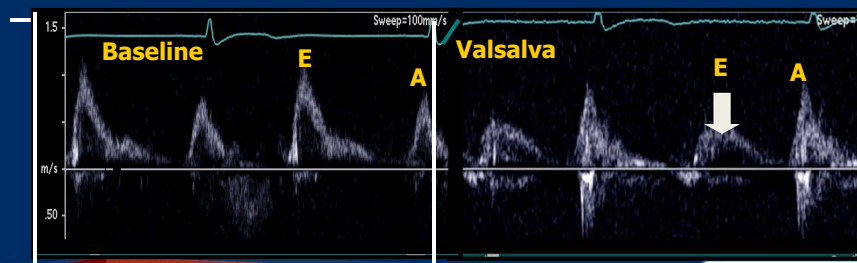 1.5
Sweep=100mm/s
Baseline
E
A
m/s
.50
Valsalva
Sweep=
E
A